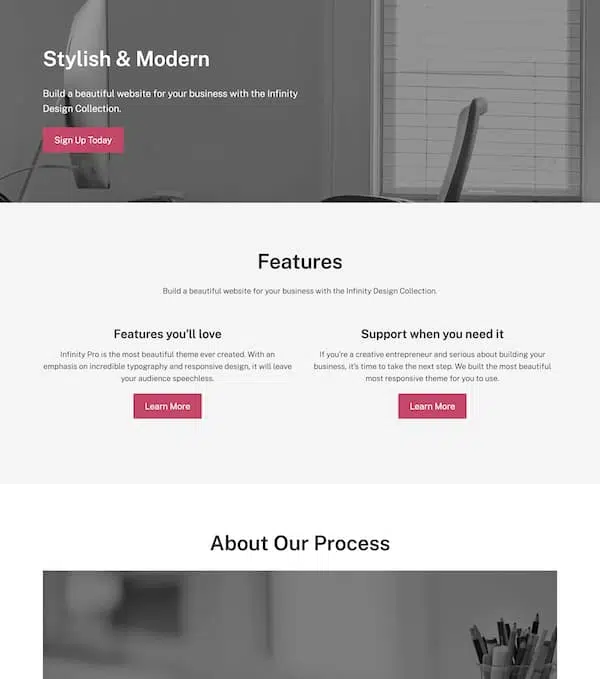 Stylish & Modern
Build a beautiful website for your business with the Infinity
Design Collection.
Sign Up Today
Features
Build a beautiful website for your business with the Infinity Design Collection.
Features you'll love
Infinity Pro is the most beautiful theme ever created. With an
emphasis on incredible typography and responsive design, it will leave
your audience speechless.
Learn More
Support when you need it
If you're a creative entrepreneur and serious about building your
business, it's time to take the next step. We built the most beautiful
most responsive theme for you to use.
Learn More
About Our Process